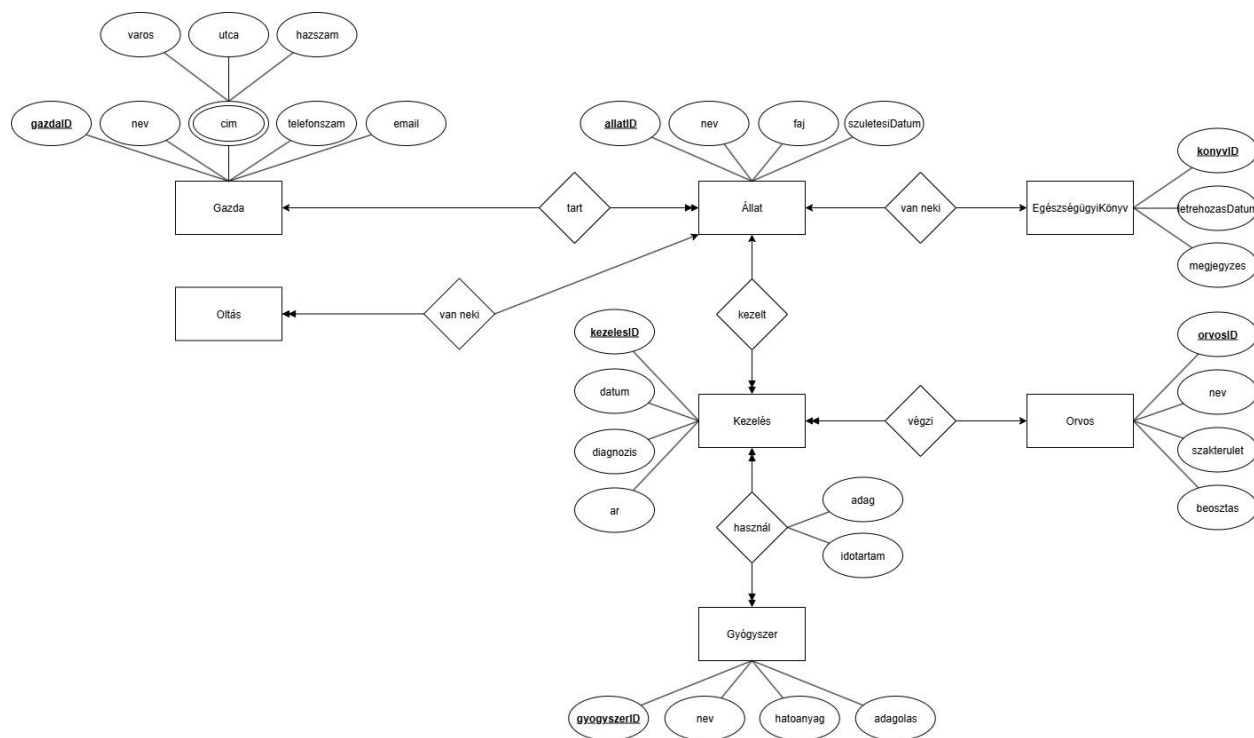 varos
utca
hazszam
gazdaID
nev
cim
telefonszam
email
allatID
nev
faj
születesiDatum
konyvID
Gazda
tart
Állat
van neki
EgészségügyiKönyv
letrehozasDatum
megjegyzes
Oltás
van neki
kezelt
kezelesID
orvosID
datum
nev
Kezelés
végzi
Orvos
diagnozis
szakterulet
ar
adag
beosztas
használ
idotartam
Gyógyszer
gyogyszerID
nev
hatoanyag
adagolas